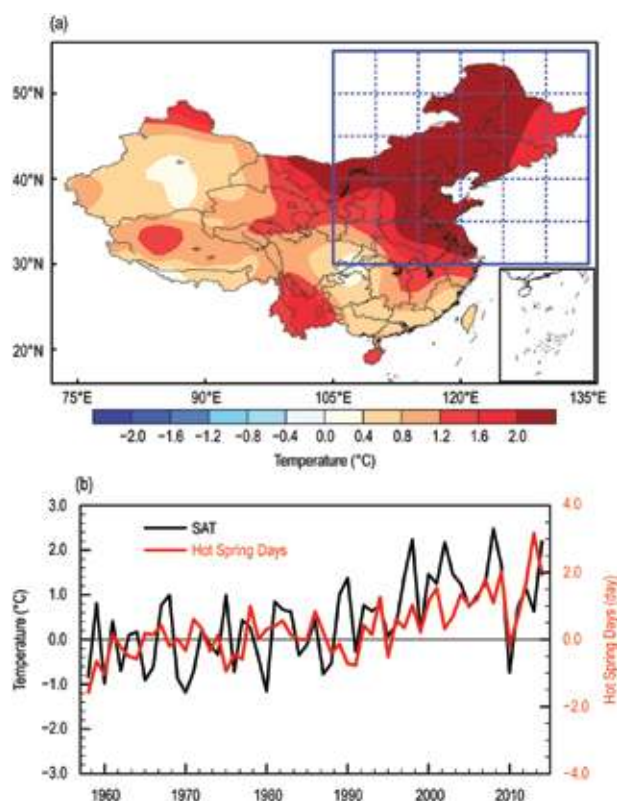 (a)
50°N
40°N
30°N
20°N
75°E 90°E 105°E 120°E 135°E
−2.0 −1.6 −1.2 −0.8 −0.4 0.0 0.4 0.8 1.2 1.6 2.0
Temperature (°C)
(b)
3.0 4.0
SAT
Hot Spring Days
2.0 2.0
1.0
0.0 0.0
−1.0
−2.0 −2.0
−3.0 −4.0
Temperature (°C)
Hot Spring Days (day)
1960 1970 1980 1990 2000 2010